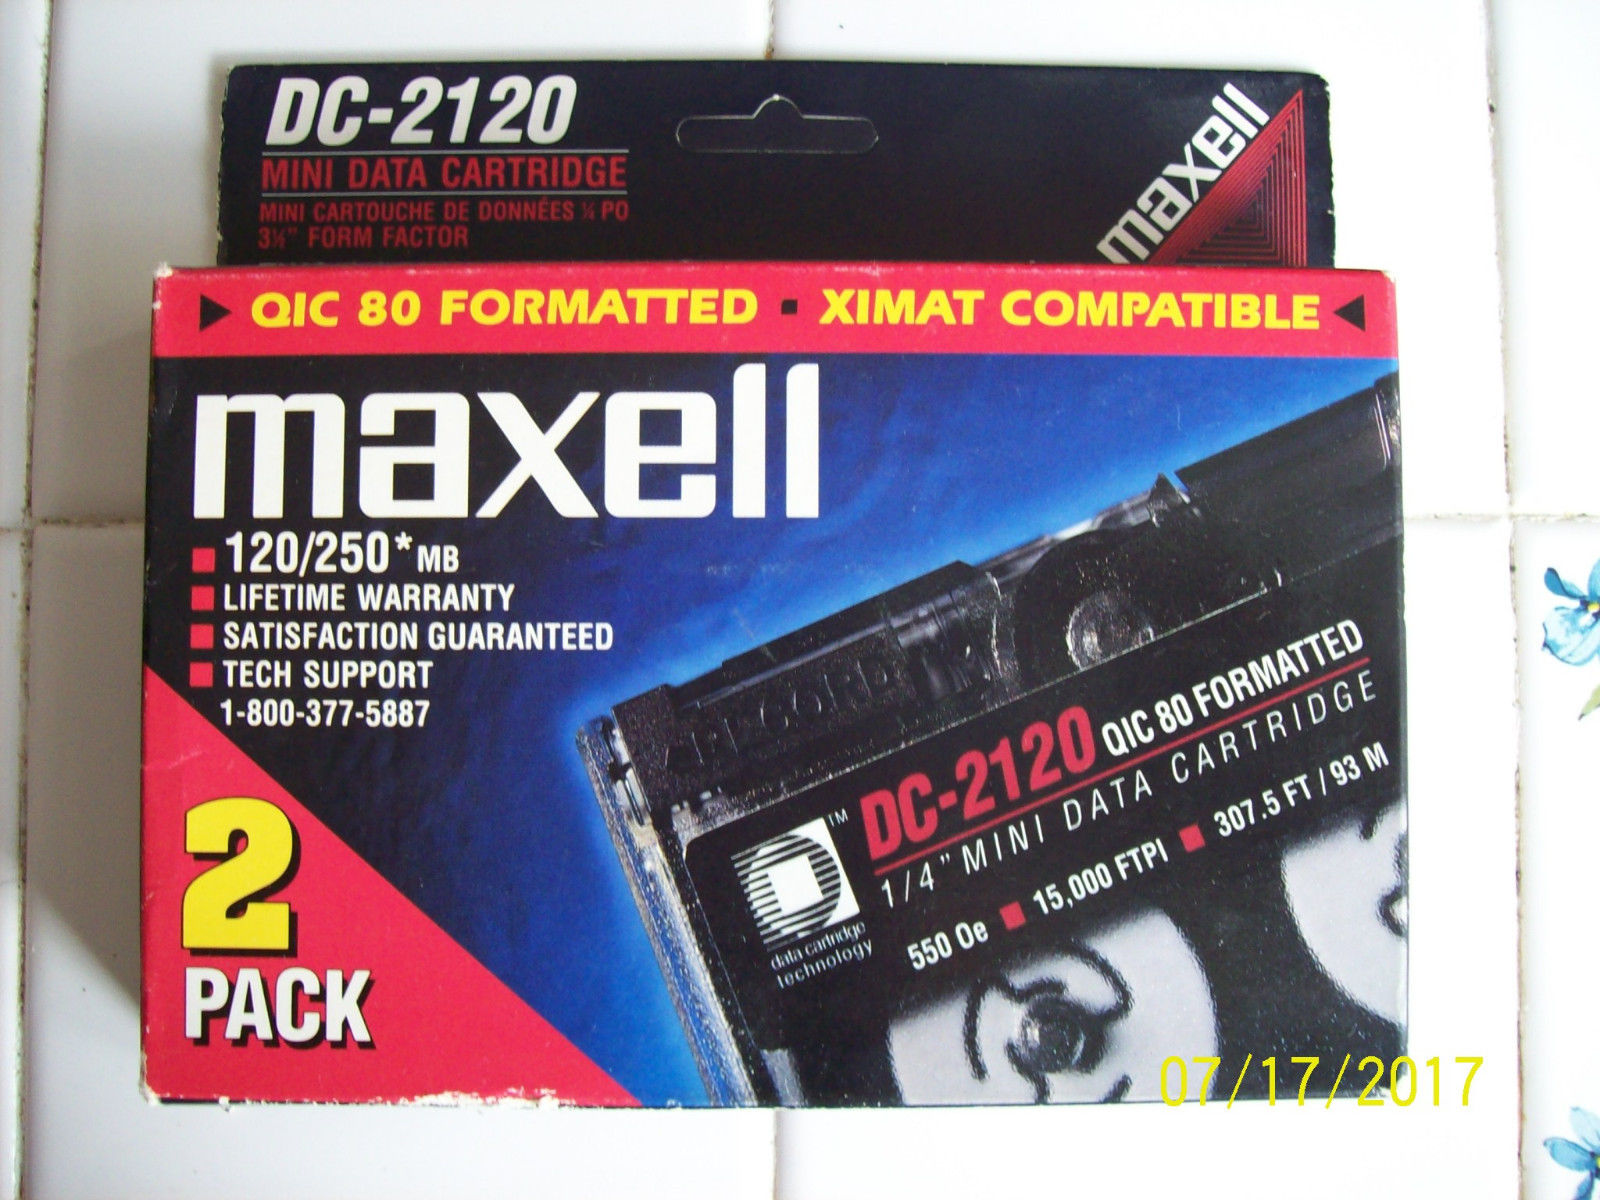 DC-2120
MINI DATA CARTRIDGE
MINI CARTOUCHE DE DONNÉES ¼ PO
3½" FORM FACTOR
maxell
QIC 80 FORMATTED ▪ XIMAT COMPATIBLE
maxell
120/250* MB
LIFETIME WARRANTY
SATISFACTION GUARANTEED
TECH SUPPORT
1-800-377-5887
2
PACK
RECORD
TM
data cartridge
technology
DC-2120 QIC 80 FORMATTED
1/4" MINI DATA CARTRIDGE
550 Oe ■ 15,000 FTPI ■ 307.5 FT / 93 M
07/17/2017